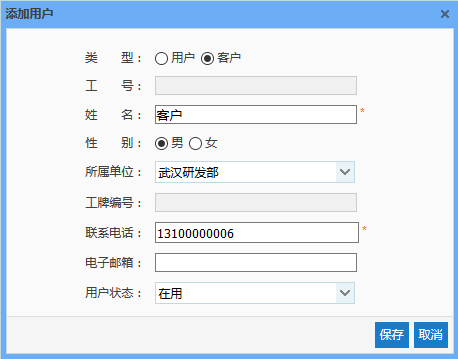 添加用户
类 型： 用户 客户
工 号：
姓 名： 客户 *
性 别： 男 女
所属单位： 武汉研发部
工牌编号：
联系电话： 13100000006 *
电子邮箱：
用户状态： 在用
保存 取消